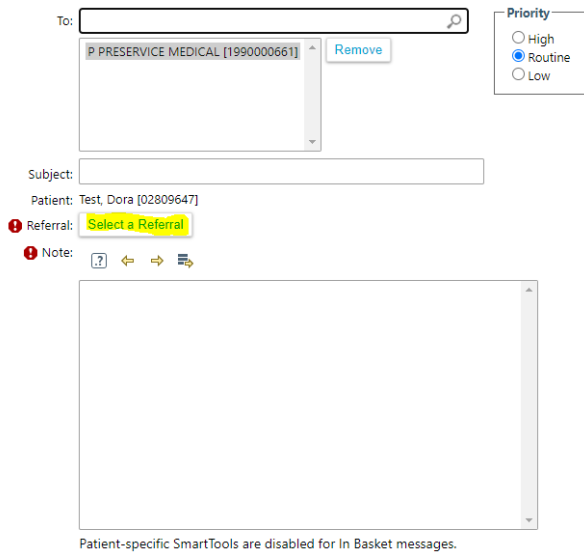 To:
Priority
High
Routine
Low
P PRESERVICE MEDICAL [1990000661]
Remove
Subject:
Patient: Test, Dora [02809647]
Referral: Select a Referral
Note:
Patient-specific SmartTools are disabled for In Basket messages.